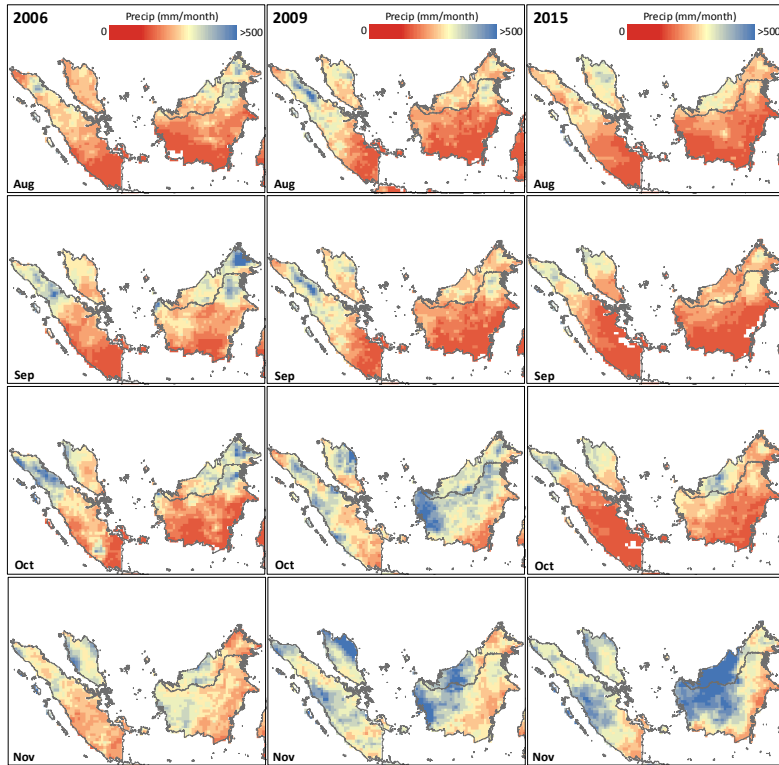 2006 Precip (mm/month)
0 >500
Aug
2009 Precip (mm/month)
0 >500
Aug
2015 Precip (mm/month)
0 >500
Aug
Sep
Sep
Sep
Oct
Oct
Oct
Nov
Nov
Nov